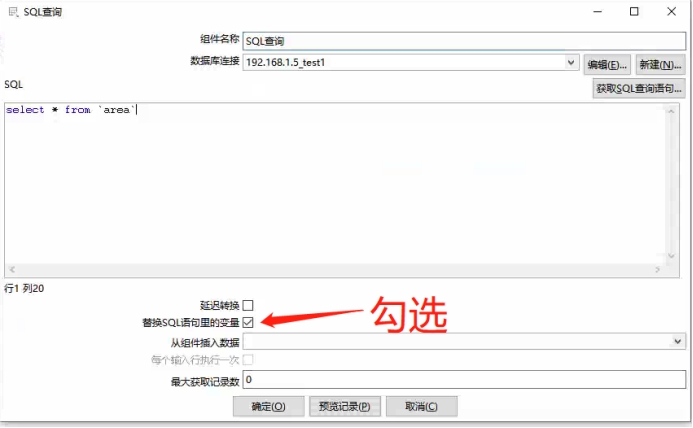 SQL查询
组件名称 SQL查询
数据库连接 192.168.1.5_test1 编辑(E)... 新建(N)...
SQL 获取SQL查询语句...
select * from `area`
行1 列20
延迟转换
替换SQL语句里的变量 勾选
从组件插入数据
每个输入行执行一次
最大获取记录数 0
确定(O) 预览记录(P) 取消(C)